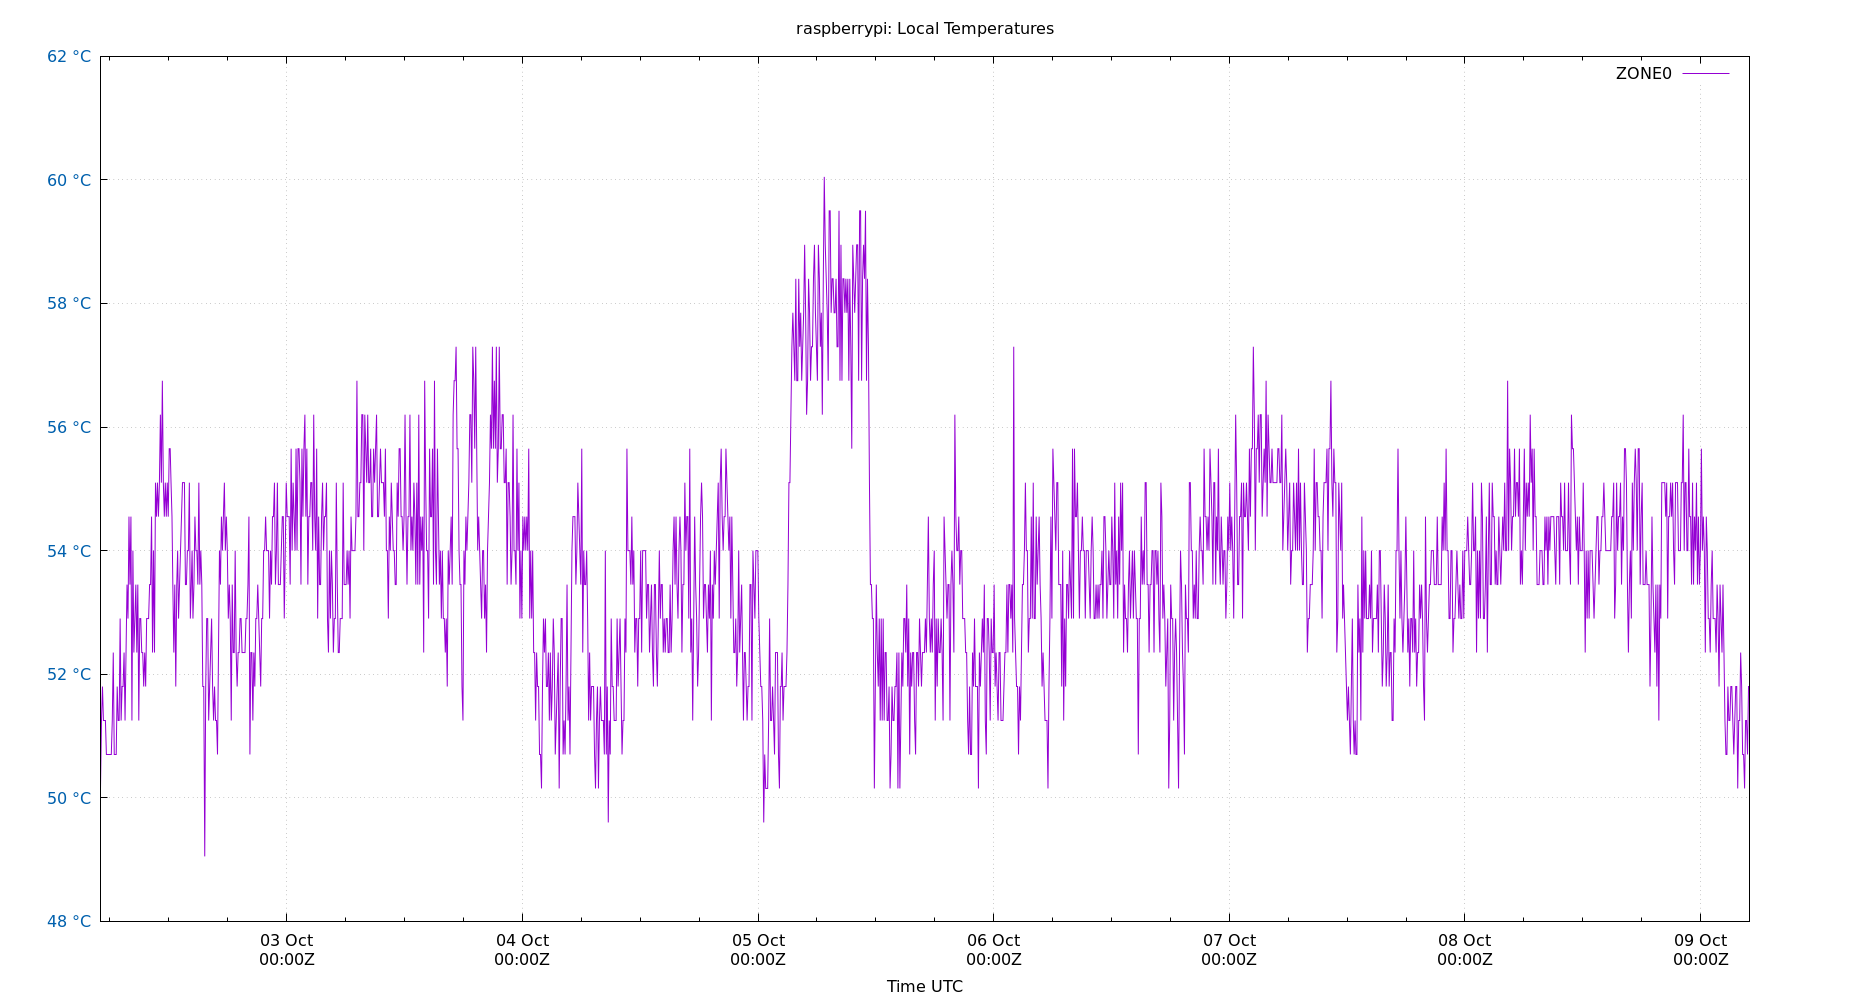 raspberrypi: Local Temperatures
62 °C
ZONE0
60 °C
58 °C
56 °C
54 °C
52 °C
50 °C
48 °C
03 Oct 04 Oct 05 Oct 06 Oct 07 Oct 08 Oct 09 Oct
00:00Z 00:00Z 00:00Z 00:00Z 00:00Z 00:00Z 00:00Z
Time UTC